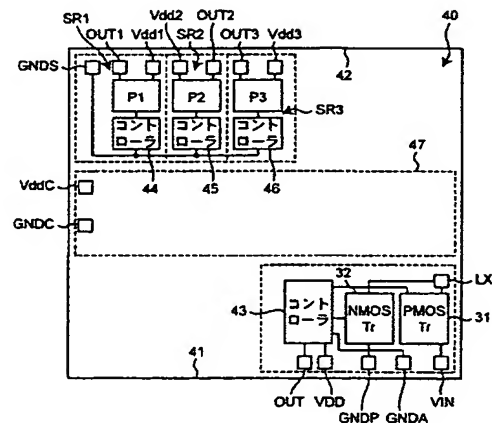 Vdd2 OUT2 40
SR1 OUT1 Vdd1 SR2 OUT3 Vdd3 42
GNDS
P1 P2 P3
SR3
コント
ローラ
コント
ローラ
コント
ローラ
44 45 46 47
VddC
GNDC
LX
32
43
コント
ローラ
NMOS
Tr
PMOS
Tr
31
41
OUT VDD GNDP GNDA VIN